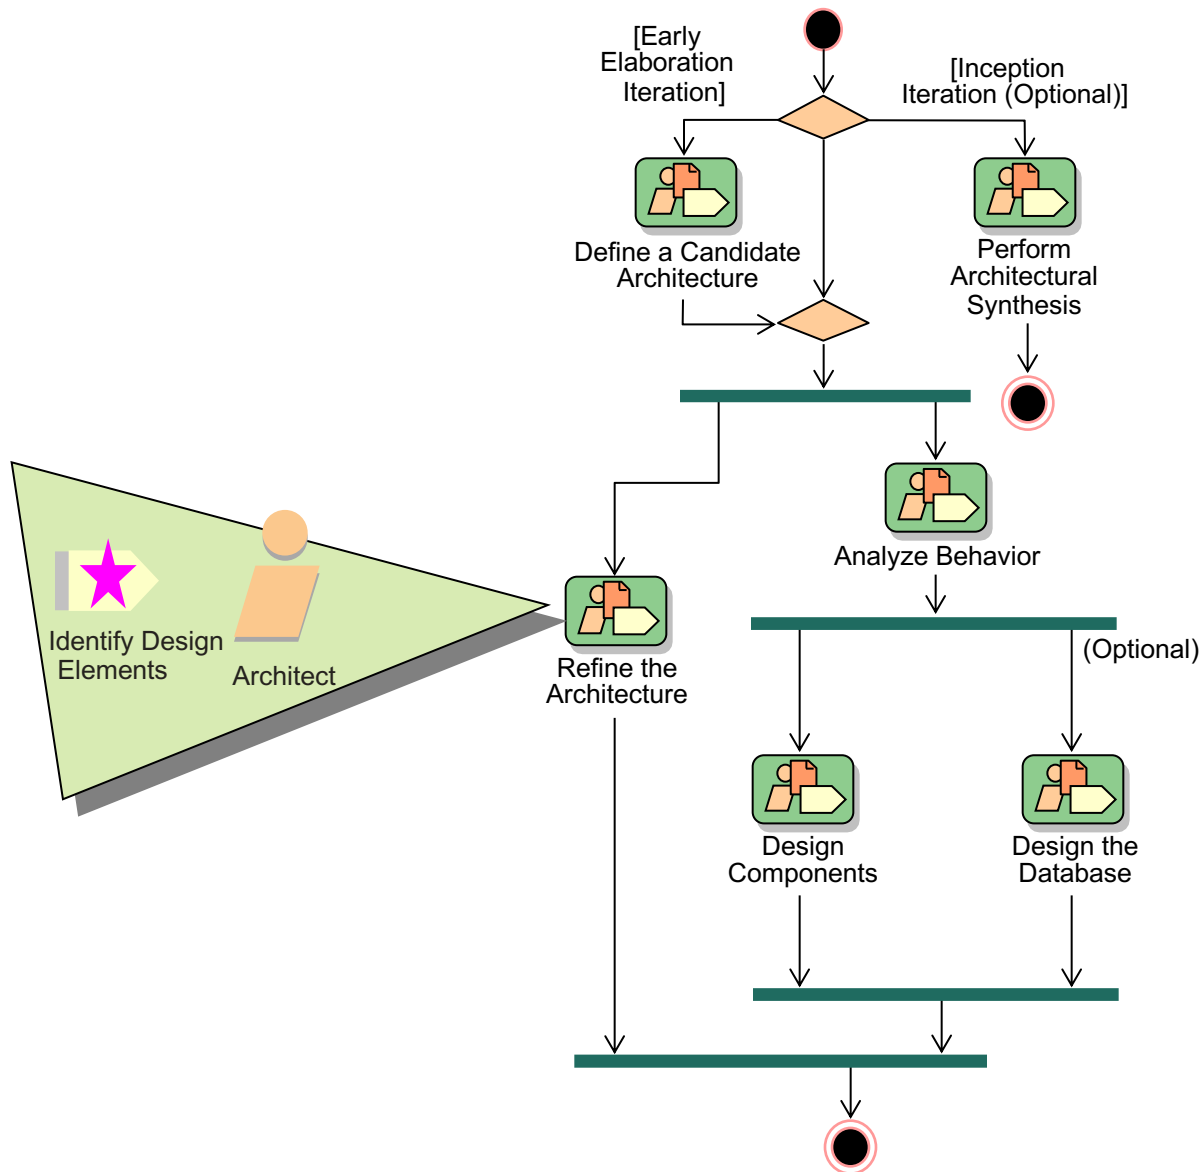 [Early
Elaboration
Iteration]
[Inception
Iteration (Optional)]
Define a Candidate
Architecture
Perform
Architectural
Synthesis
Analyze Behavior
Identify Design
Elements
Architect
Refine the
Architecture
(Optional)
Design
Components
Design the
Database